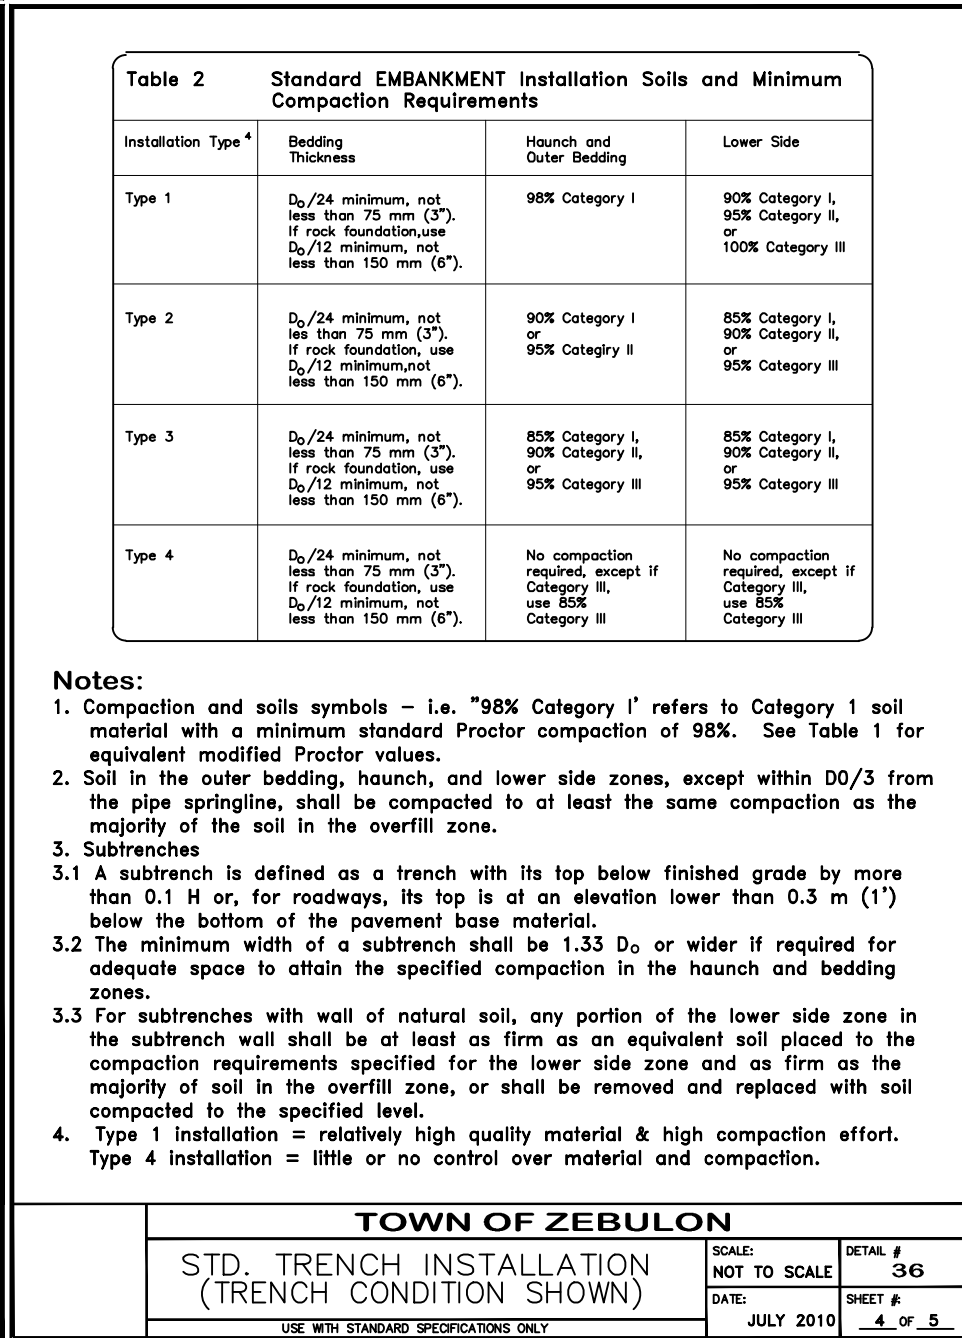 Table 2 Standard EMBANKMENT Installation Soils and Minimum
Compaction Requirements
Installation Type 4
Bedding
Thickness
Haunch and
Outer Bedding
Lower Side
Type 1
Do/24 minimum, not
less than 75 mm (3").
If rock foundation,use
Do/12 minimum, not
less than 150 mm (6").
98% Category I
90% Category I,
95% Category II,
or
100% Category III
Type 2
Do/24 minimum, not
les than 75 mm (3").
If rock foundation, use
Do/12 minimum,not
less than 150 mm (6").
90% Category I
or
95% Categiry II
85% Category I,
90% Category II,
or
95% Category III
Type 3
Do/24 minimum, not
less than 75 mm (3").
If rock foundation, use
Do/12 minimum, not
less than 150 mm (6").
85% Category I,
90% Category II,
or
95% Category III
85% Category I,
90% Category II,
or
95% Category III
Type 4
Do/24 minimum, not
less than 75 mm (3").
If rock foundation, use
Do/12 minimum, not
less than 150 mm (6").
No compaction
required, except if
Category III,
use 85%
Category III
No compaction
required, except if
Category III,
use 85%
Category III
Notes:
1. Compaction and soils symbols – i.e. "98% Category I' refers to Category 1 soil
material with a minimum standard Proctor compaction of 98%. See Table 1 for
equivalent modified Proctor values.
2. Soil in the outer bedding, haunch, and lower side zones, except within D0/3 from
the pipe springline, shall be compacted to at least the same compaction as the
majority of the soil in the overfill zone.
3. Subtrenches
3.1 A subtrench is defined as a trench with its top below finished grade by more
than 0.1 H or, for roadways, its top is at an elevation lower than 0.3 m (1')
below the bottom of the pavement base material.
3.2 The minimum width of a subtrench shall be 1.33 Do or wider if required for
adequate space to attain the specified compaction in the haunch and bedding
zones.
3.3 For subtrenches with wall of natural soil, any portion of the lower side zone in
the subtrench wall shall be at least as firm as an equivalent soil placed to the
compaction requirements specified for the lower side zone and as firm as the
majority of soil in the overfill zone, or shall be removed and replaced with soil
compacted to the specified level.
4. Type 1 installation = relatively high quality material & high compaction effort.
Type 4 installation = little or no control over material and compaction.
TOWN OF ZEBULON
STD. TRENCH INSTALLATION
(TRENCH CONDITION SHOWN)
USE WITH STANDARD SPECIFICATIONS ONLY
SCALE:
NOT TO SCALE
DETAIL #
36
DATE:
JULY 2010
SHEET #:
4 OF 5